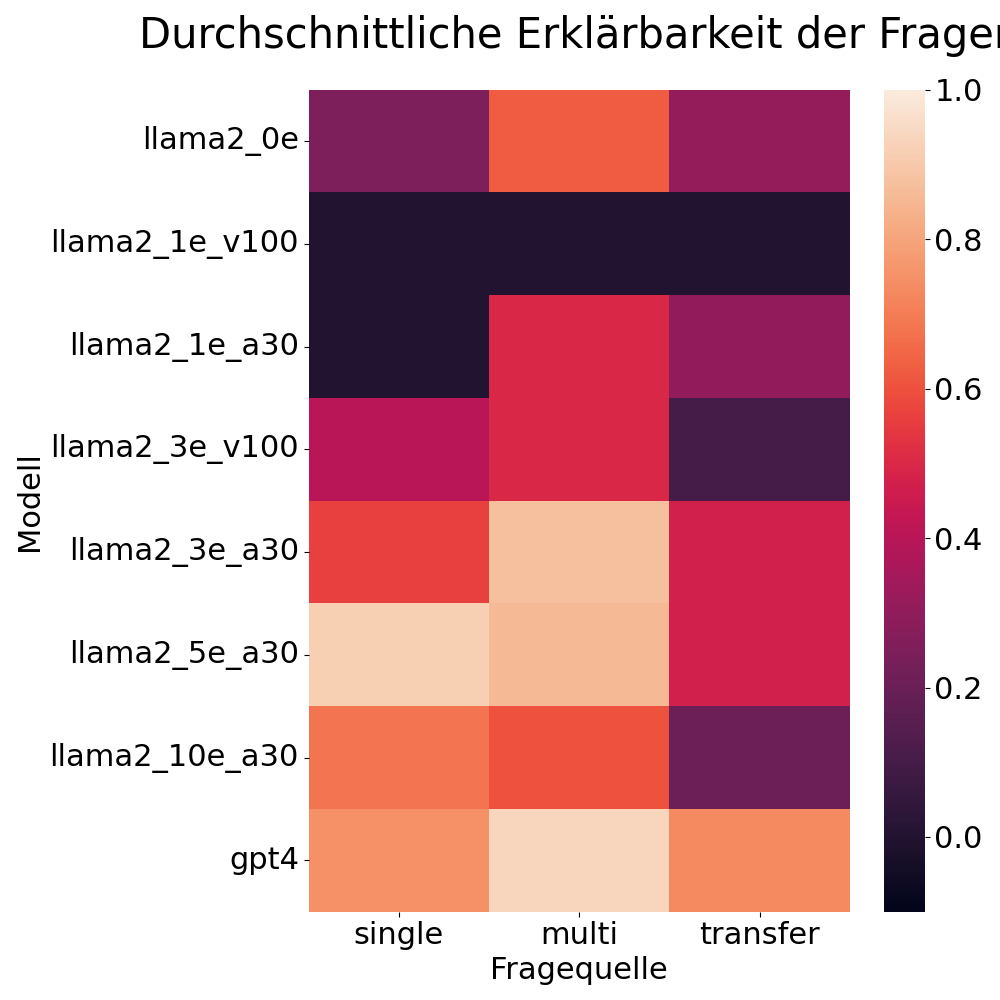 Durchschnittliche Erklärbarkeit der Fragen
llama2_0e
llama2_1e_v100
llama2_1e_a30
llama2_3e_v100
llama2_3e_a30
llama2_5e_a30
llama2_10e_a30
gpt4
Modell
single multi transfer
Fragequelle
1.0
0.8
0.6
0.4
0.2
0.0